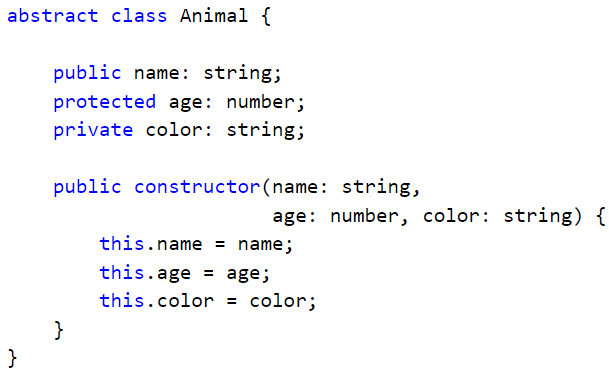 abstract class Animal {
public name: string;
protected age: number;
private color: string;
public constructor(name: string,
age: number, color: string) {
this.name = name;
this.age = age;
this.color = color;
}
}